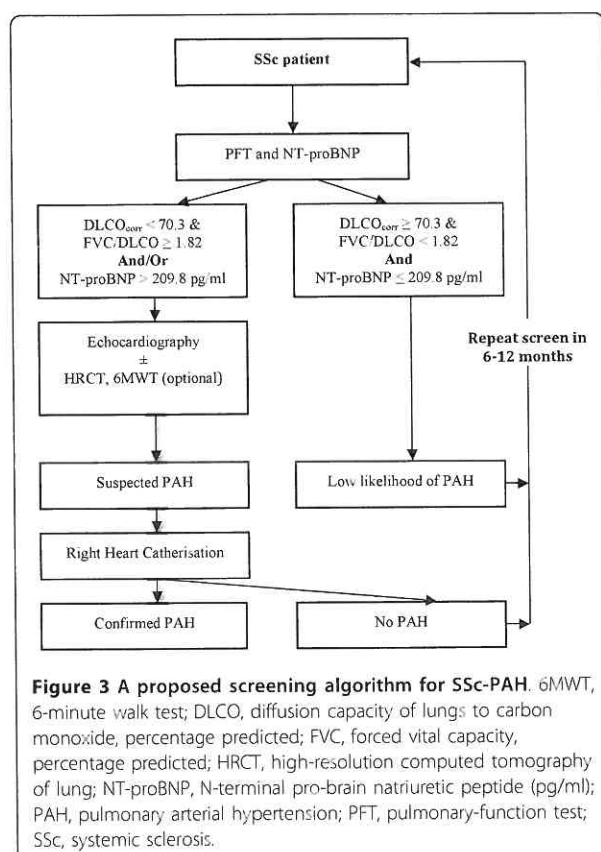 SSc patient
PFT and NT-proBNP
DLCOcorr < 70.3 &
FVC/DLCO ≥ 1.82
And/Or
NT-proBNP > 209.8 pg/ml
DLCOcorr ≥ 70.3 &
FVC/DLCO < 1.82
And
NT-proBNP ≤ 209.8 pg/ml
Echocardiography
±
HRCT, 6MWT (optional)
Repeat screen in
6-12 months
Suspected PAH
Low likelihood of PAH
Right Heart Catherisation
Confirmed PAH
No PAH
Figure 3 A proposed screening algorithm for SSc-PAH. 6MWT,
6-minute walk test; DLCO, diffusion capacity of lungs to carbon
monoxide, percentage predicted; FVC, forced vital capacity,
percentage predicted; HRCT, high-resolution computed tomography
of lung; NT-proBNP, N-terminal pro-brain natriuretic peptide (pg/ml);
PAH, pulmonary arterial hypertension; PFT, pulmonary-function test;
SSc, systemic sclerosis.